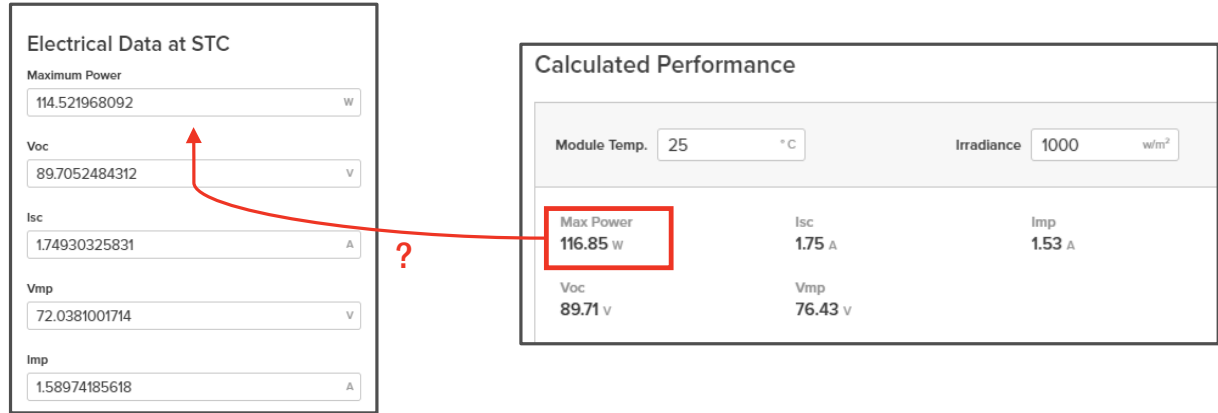 Electrical Data at STC
Maximum Power
114.521968092 W
Voc
89.7052484312 V
Isc
1.74930325831 A
Vmp
72.0381001714 V
Imp
1.58974185618 A
?
Calculated Performance
Module Temp. 25 °C Irradiance 1000 w/m²
Max Power Isc Imp
116.85 W 1.75 A 1.53 A
Voc Vmp
89.71 V 76.43 V